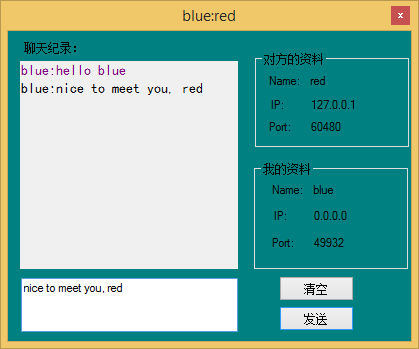 blue:red
x
聊天纪录：
blue:hello blue
blue:nice to meet you, red
对方的资料
Name: red
IP: 127.0.0.1
Port: 60480
我的资料
Name: blue
IP: 0.0.0.0
Port: 49932
nice to meet you, red
清空
发送